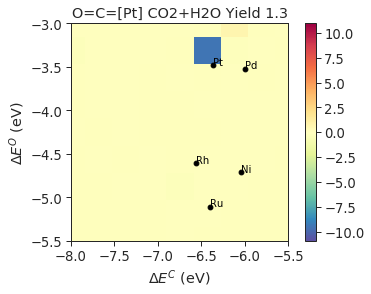 O=C=[Pt] CO2+H2O Yield 1.3
−3.0
−3.5
−4.0
−4.5
−5.0
−5.5
ΔE^O (eV)
Pt
Pd
Rh
Ni
Ru
−8.0 −7.5 −7.0 −6.5 −6.0 −5.5
ΔE^C (eV)
10.0
7.5
5.0
2.5
0.0
−2.5
−5.0
−7.5
−10.0